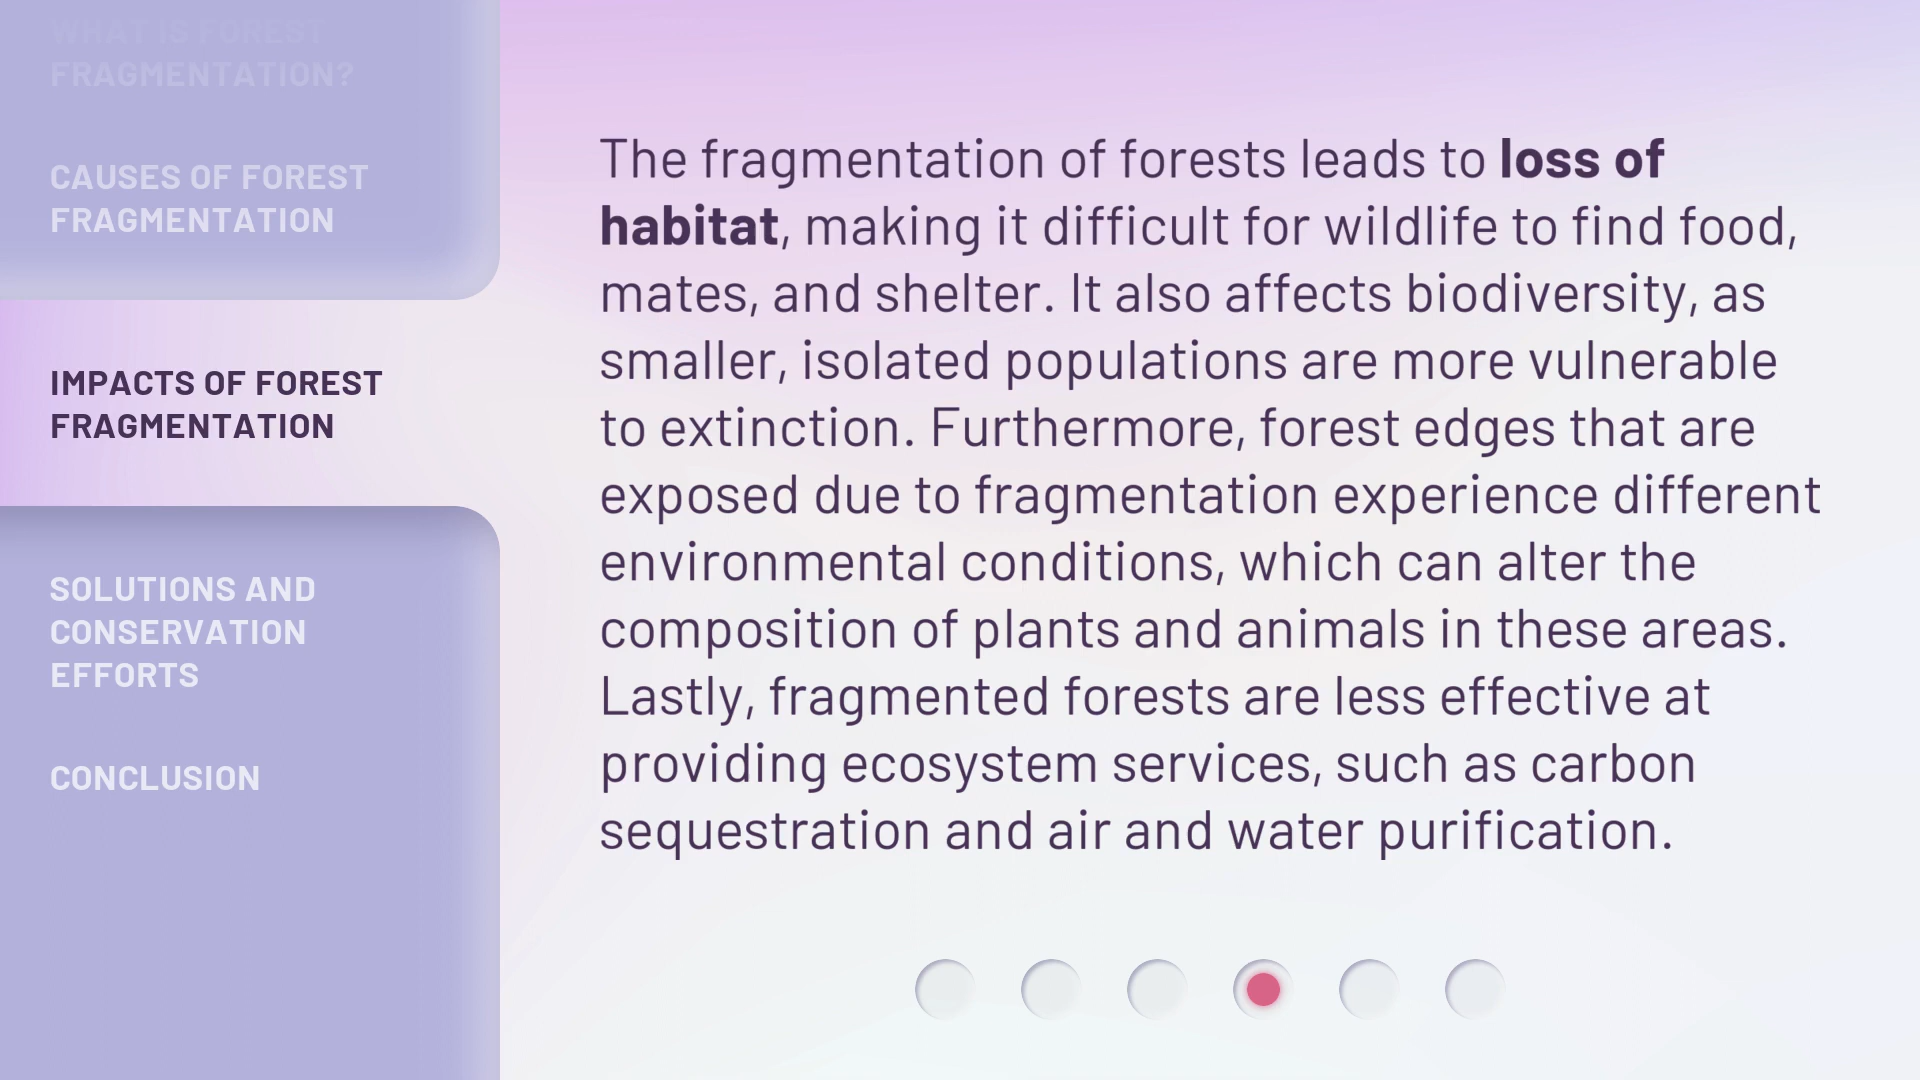 WHAT IS FOREST
FRAGMENTATION?
CAUSES OF FOREST
FRAGMENTATION
IMPACTS OF FOREST
FRAGMENTATION
SOLUTIONS AND
CONSERVATION
EFFORTS
CONCLUSION
The fragmentation of forests leads to loss of
habitat, making it difficult for wildlife to find food,
mates, and shelter. It also affects biodiversity, as
smaller, isolated populations are more vulnerable
to extinction. Furthermore, forest edges that are
exposed due to fragmentation experience different
environmental conditions, which can alter the
composition of plants and animals in these areas.
Lastly, fragmented forests are less effective at
providing ecosystem services, such as carbon
sequestration and air and water purification.